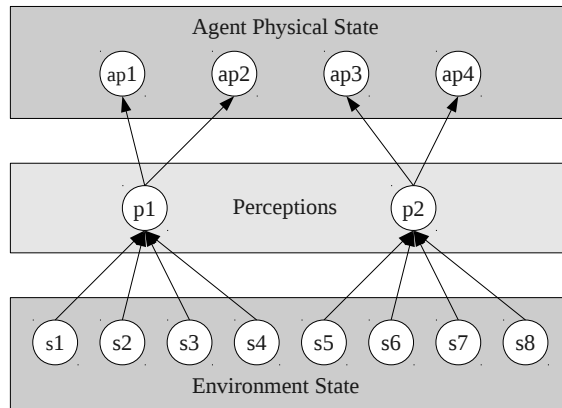 Agent Physical State
ap1 ap2 ap3 ap4
p1 Perceptions p2
s1 s2 s3 s4 s5 s6 s7 s8
Environment State